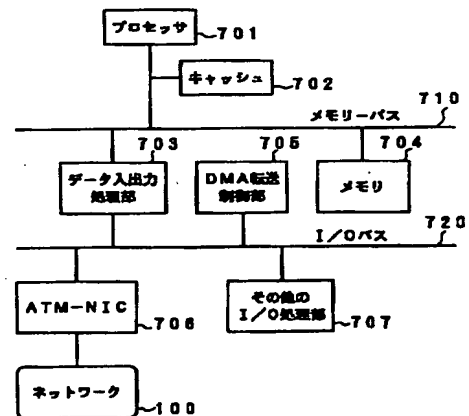 プロセッサ
701
キャッシュ
702
メモリーバス
710
703
705
704
データ入出力
処理部
DMA転送
制御部
メモリ
I/Oバス
720
ATM-NIC
706
その他の
I/O処理部
707
ネットワーク
100